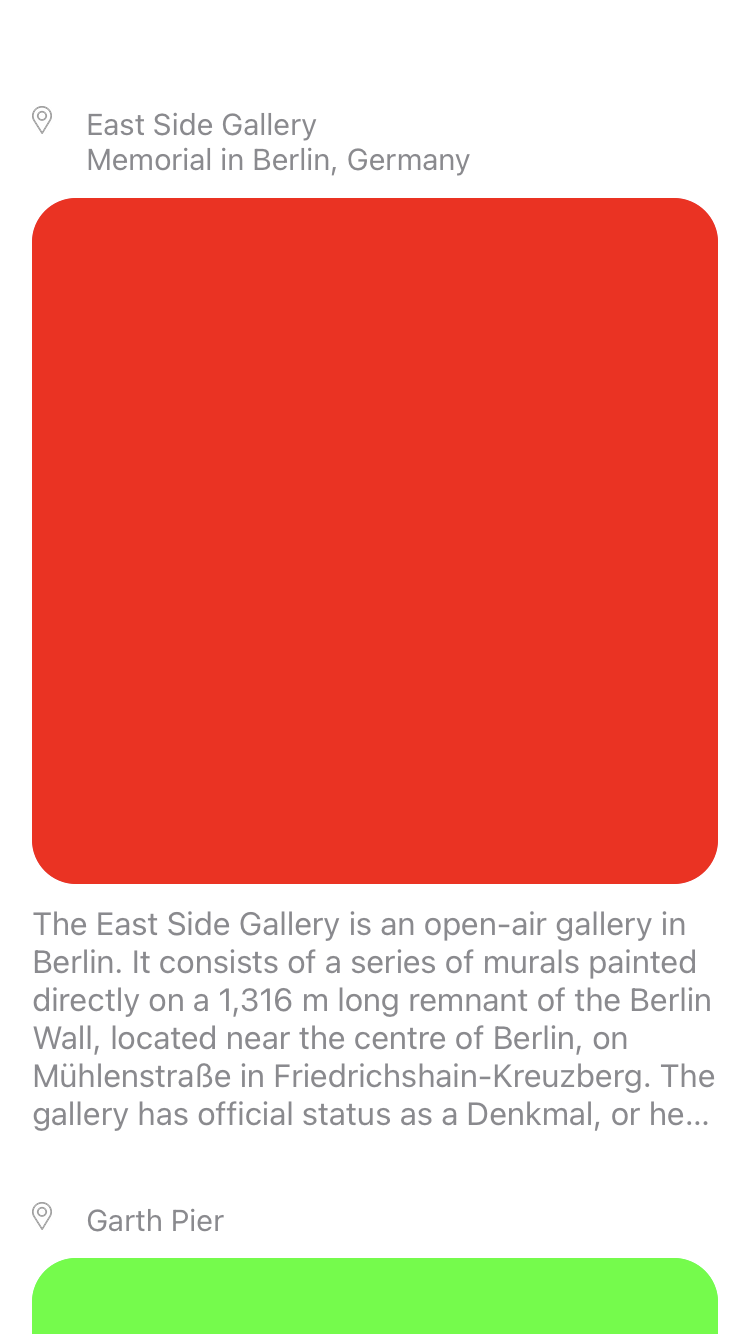 East Side Gallery
Memorial in Berlin, Germany
The East Side Gallery is an open-air gallery in
Berlin. It consists of a series of murals painted
directly on a 1,316 m long remnant of the Berlin
Wall, located near the centre of Berlin, on
Mühlenstraße in Friedrichshain-Kreuzberg. The
gallery has official status as a Denkmal, or he...
Garth Pier